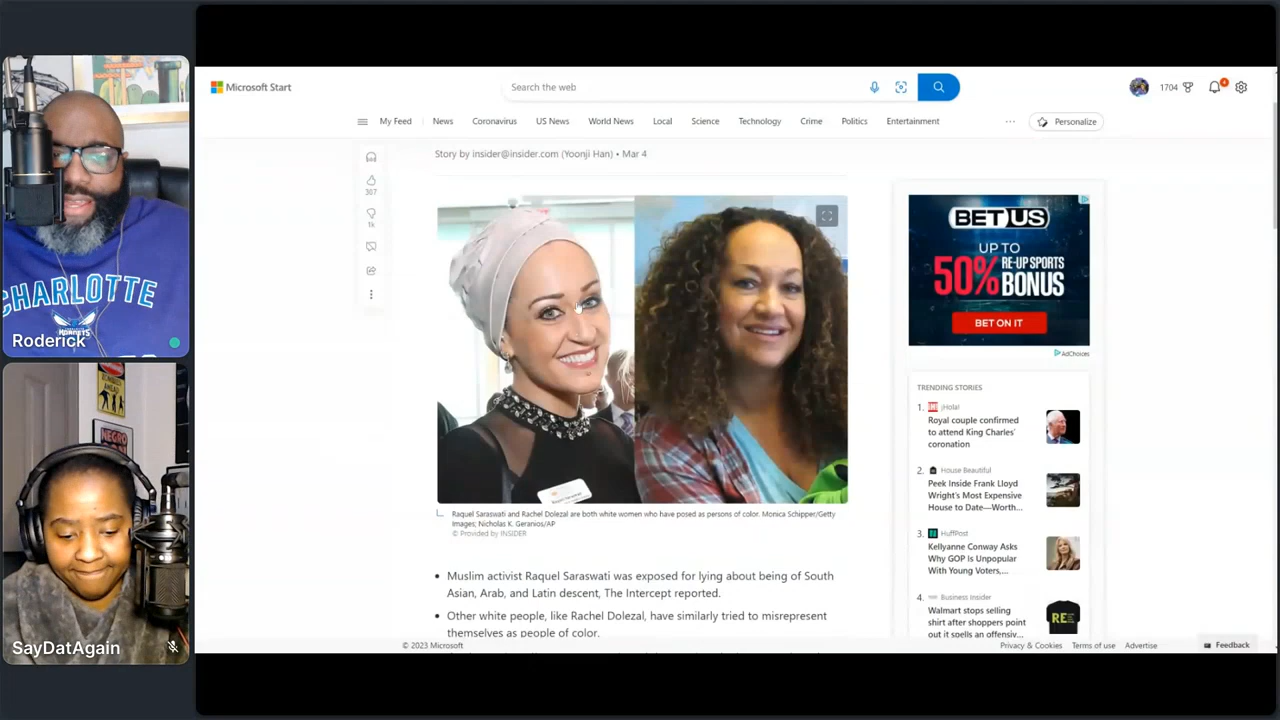 Microsoft Start
Search the web
1704
4
My Feed
News
Coronavirus
US News
World News
Local
Science
Technology
Crime
Politics
Entertainment
...
Personalize
Story by insider@insider.com (Yoonji Han) • Mar 4
307
1k
Raquel Saraswati and Rachel Dolezal are both white women who have posed as persons of color. Monica Schipper/Getty
Images; Nicholas K. Geranios/AP
© Provided by INSIDER
• Muslim activist Raquel Saraswati was exposed for lying about being of South
Asian, Arab, and Latin descent, The Intercept reported.
• Other white people, like Rachel Dolezal, have similarly tried to misrepresent
themselves as people of color.
BETUS
UP TO
50% RE-UP SPORTS
BONUS
BET ON IT
AdChoices
TRENDING STORIES
1. ¡Hola!
Royal couple confirmed
to attend King Charles'
coronation
2. House Beautiful
Peek Inside Frank Lloyd
Wright's Most Expensive
House to Date—Worth...
3. HuffPost
Kellyanne Conway Asks
Why GOP Is Unpopular
With Young Voters,...
4. Business Insider
Walmart stops selling
shirt after shoppers point
out it spells an offensiv...
RE
© 2023 Microsoft
Privacy & Cookies
Terms of use
Advertise
Feedback
CHARLOTTE
HORNETS
Roderick
AHEAD
NEGRO
SayDatAgain